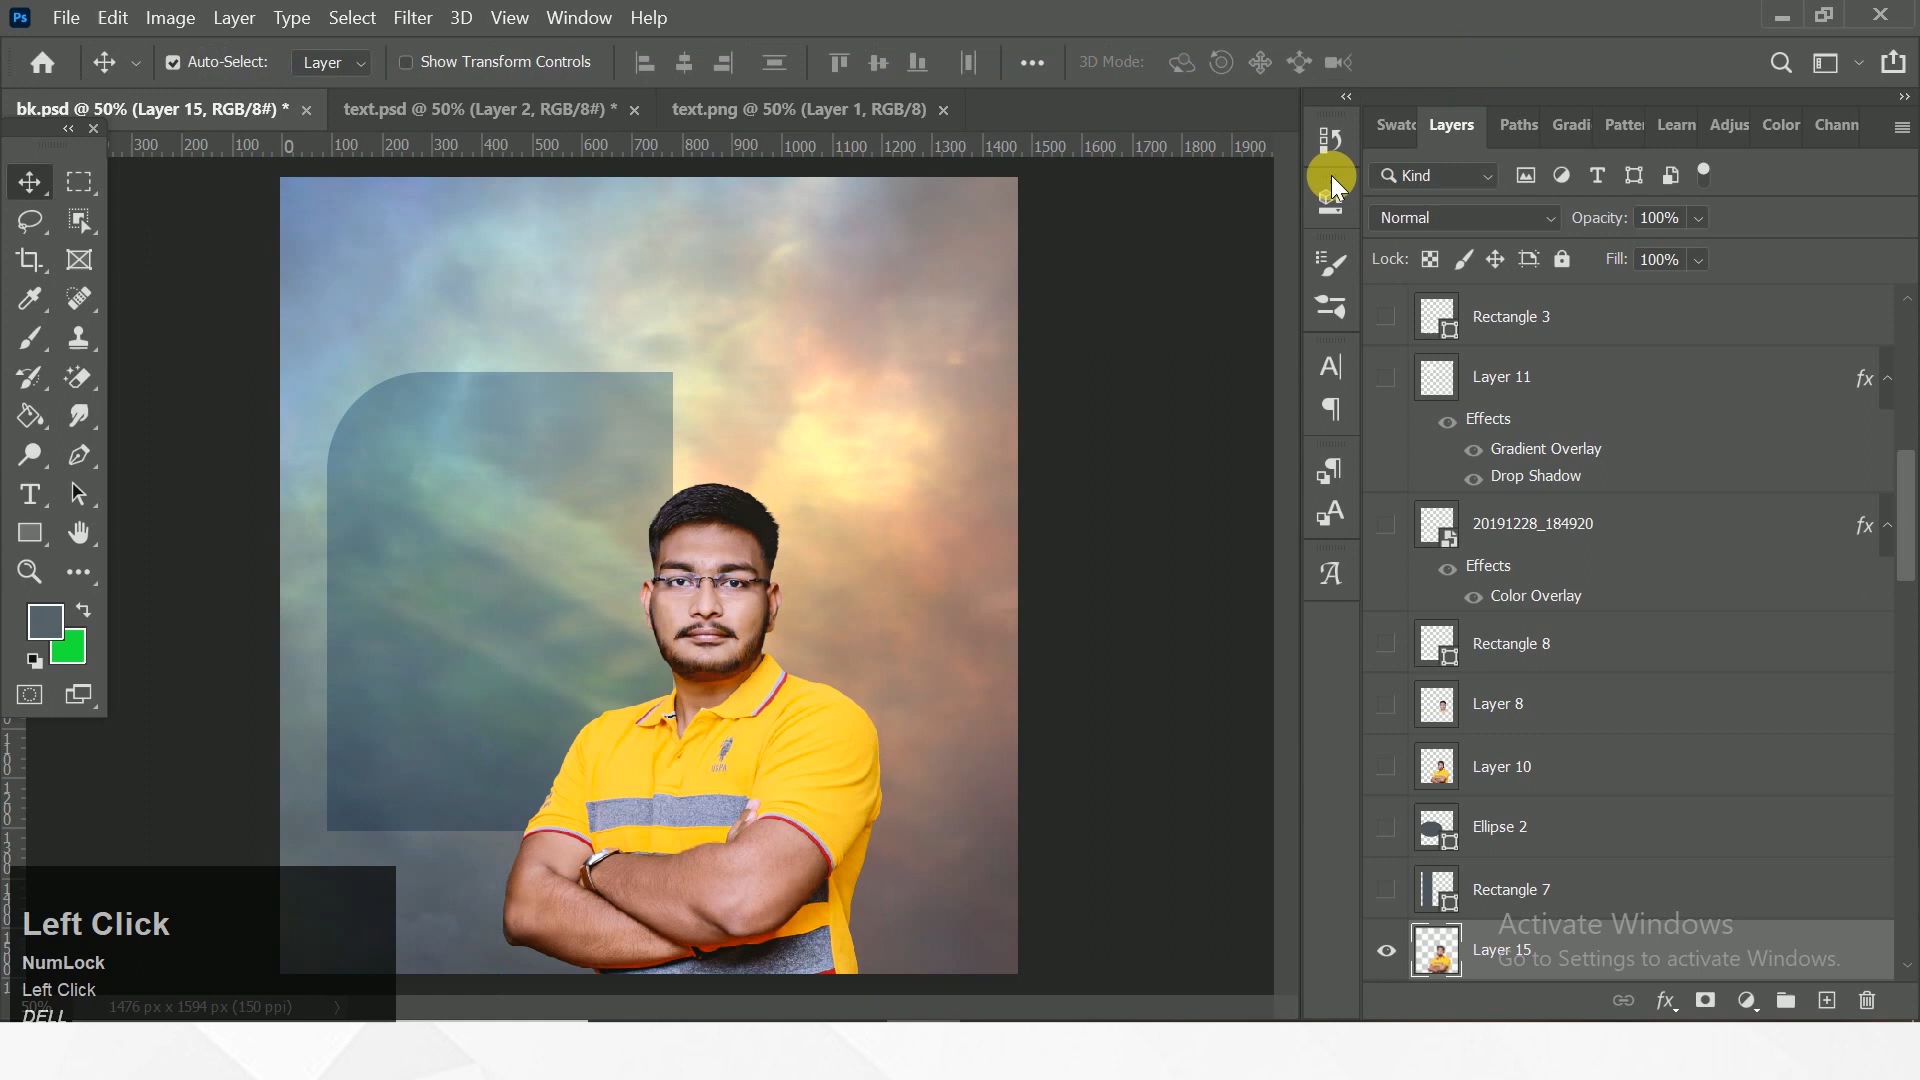 Ps File Edit Image Layer Type Select Filter 3D View Window Help
Auto-Select: Layer Show Transform Controls 3D Mode:
bk.psd @ 50% (Layer 15, RGB/8#) * text.psd @ 50% (Layer 2, RGB/8#) * text.png @ 50% (Layer 1, RGB/8)
300 200 100 0 100 200 300 400 500 600 700 800 900 1000 1100 1200 1300 1400 1500 1600 1700 1800 1900
Layers Paths Gradi Learn Adjus Color Chann
Kind
Normal Opacity: 100%
Lock: Fill: 100%
Rectangle 3
Layer 11 fx
Effects
Gradient Overlay
Drop Shadow
20191228_184920 fx
Effects
Color Overlay
Rectangle 8
Layer 8
Layer 10
Ellipse 2
Rectangle 7
Layer 15
USPA
Activate Windows
Go to Settings to activate Windows.
Left Click
NumLock
Left Click
DELL
50% 1476 px x 1594 px (150 ppi)